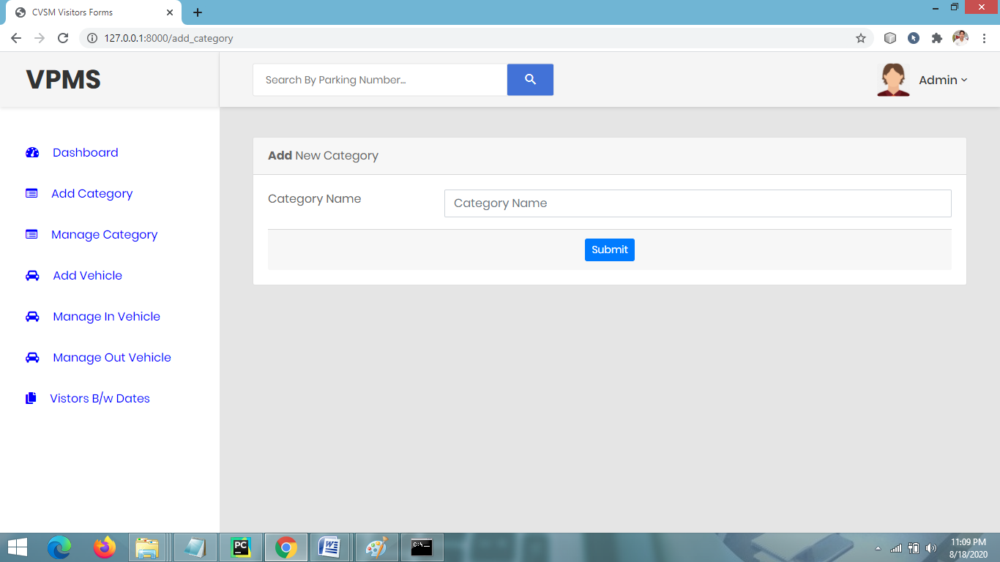 CVSM Visitors Forms
127.0.0.1:8000/add_category
VPMS
Search By Parking Number...
Admin
Dashboard
Add Category
Manage Category
Add Vehicle
Manage In Vehicle
Manage Out Vehicle
Vistors B/w Dates
Add New Category
Category Name
Category Name
Submit
PC
W
C:\
11:09 PM
8/18/2020